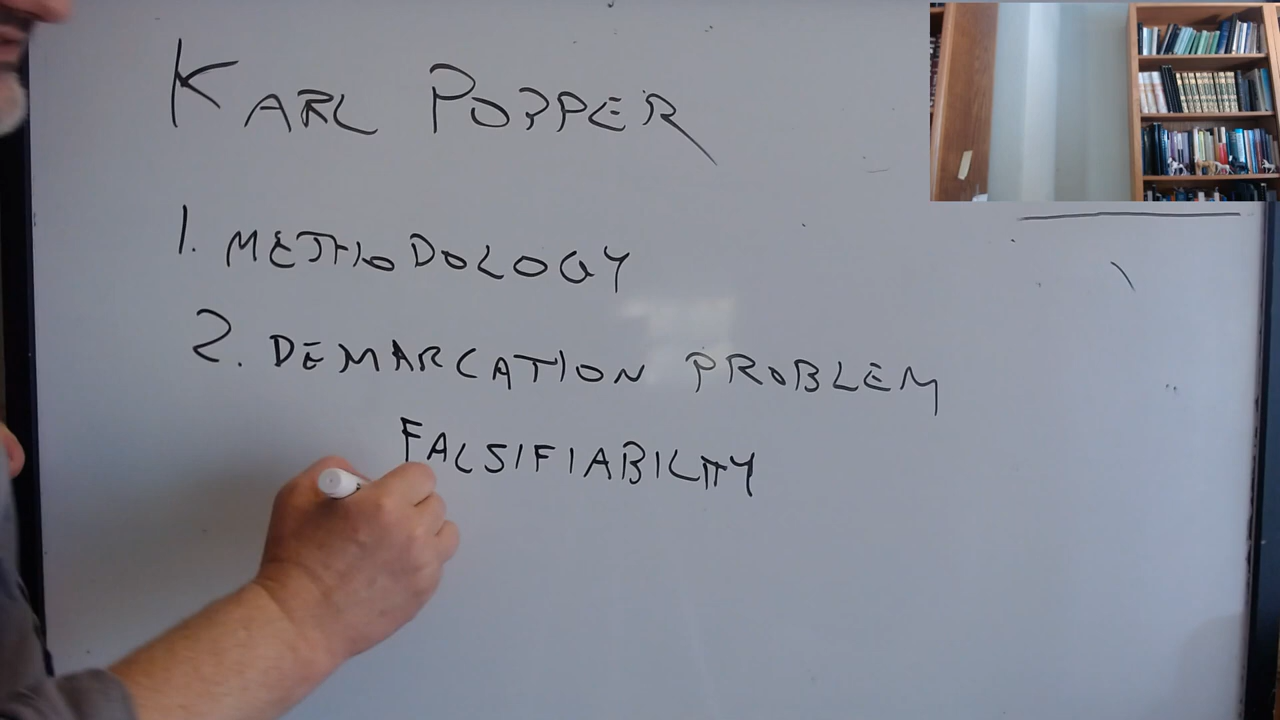 KARL POPPER
1. METHODOLOGY
2. DEMARCATION PROBLEM
FALSIFIABILITY